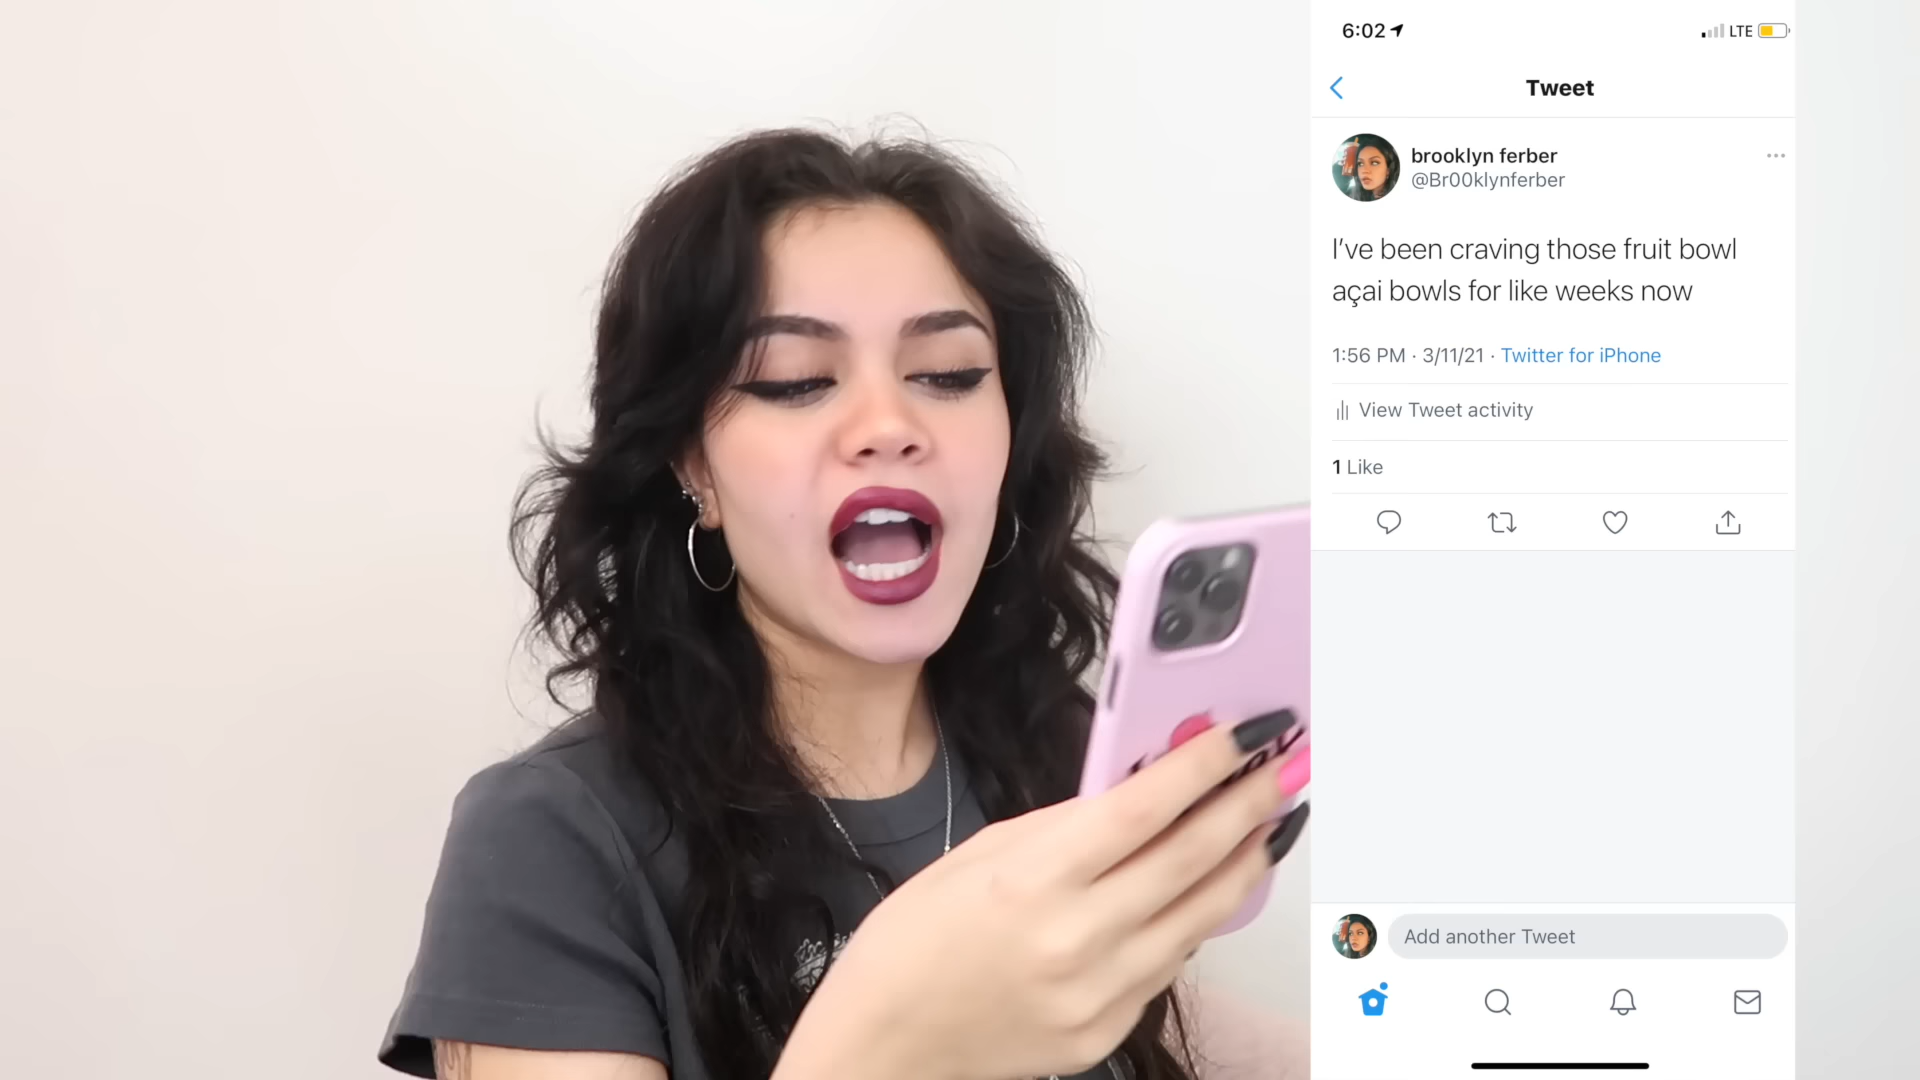 6:02
LTE
Tweet
brooklyn ferber
@Br00klynferber
I've been craving those fruit bowl
açai bowls for like weeks now
1:56 PM · 3/11/21 · Twitter for iPhone
View Tweet activity
1 Like
Add another Tweet